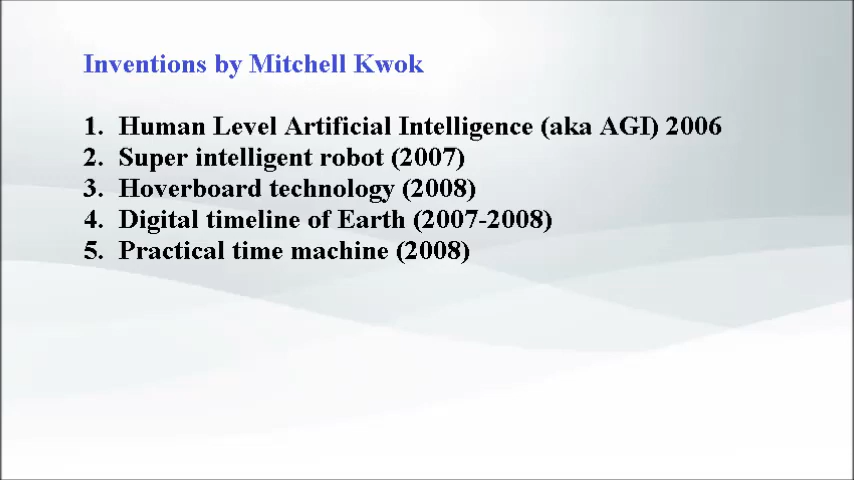 Inventions by Mitchell Kwok
1. Human Level Artificial Intelligence (aka AGI) 2006
2. Super intelligent robot (2007)
3. Hoverboard technology (2008)
4. Digital timeline of Earth (2007-2008)
5. Practical time machine (2008)